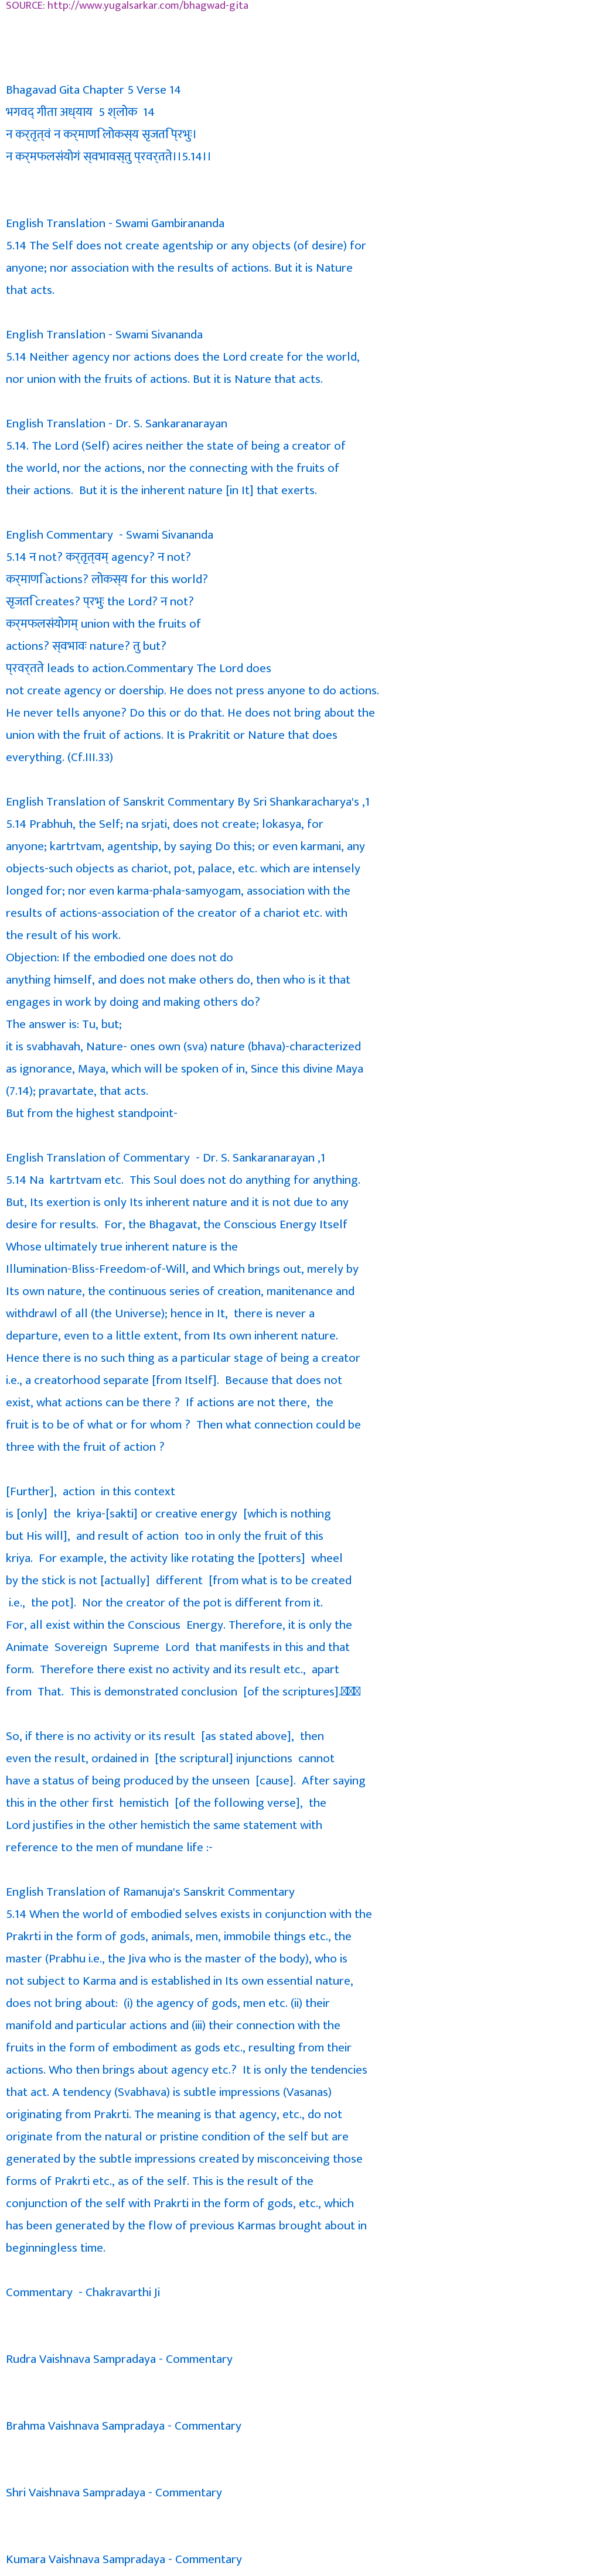 SOURCE: http://www.yugalsarkar.com/bhagwad-gita
Bhagavad Gita Chapter 5 Verse 14
भगवद् गीता अध्याय 5 श्लोक 14
न कर्तृत्वं न कर्माणि लोकस्य सृजति प्रभुः।
न कर्मफलसंयोगं स्वभावस्तु प्रवर्तते।।5.14।।
English Translation - Swami Gambirananda
5.14 The Self does not create agentship or any objects (of desire) for
anyone; nor association with the results of actions. But it is Nature
that acts.
English Translation - Swami Sivananda
5.14 Neither agency nor actions does the Lord create for the world,
nor union with the fruits of actions. But it is Nature that acts.
English Translation - Dr. S. Sankaranarayan
5.14. The Lord (Self) acires neither the state of being a creator of
the world, nor the actions, nor the connecting with the fruits of
their actions. But it is the inherent nature [in It] that exerts.
English Commentary - Swami Sivananda
5.14 न not? कर्तृत्वम् agency? न not?
कर्माणि actions? लोकस्य for this world?
सृजति creates? प्रभुः the Lord? न not?
कर्मफलसंयोगम् union with the fruits of
actions? स्वभावः nature? तु but?
प्रवर्तते leads to action.Commentary The Lord does
not create agency or doership. He does not press anyone to do actions.
He never tells anyone? Do this or do that. He does not bring about the
union with the fruit of actions. It is Prakritit or Nature that does
everything. (Cf.III.33)
English Translation of Sanskrit Commentary By Sri Shankaracharya's ,1
5.14 Prabhuh, the Self; na srjati, does not create; lokasya, for
anyone; kartrtvam, agentship, by saying Do this; or even karmani, any
objects-such objects as chariot, pot, palace, etc. which are intensely
longed for; nor even karma-phala-samyogam, association with the
results of actions-association of the creator of a chariot etc. with
the result of his work.
Objection: If the embodied one does not do
anything himself, and does not make others do, then who is it that
engages in work by doing and making others do?
The answer is: Tu, but;
it is svabhavah, Nature- ones own (sva) nature (bhava)-characterized
as ignorance, Maya, which will be spoken of in, Since this divine Maya
(7.14); pravartate, that acts.
But from the highest standpoint-
English Translation of Commentary - Dr. S. Sankaranarayan ,1
5.14 Na kartrtvam etc. This Soul does not do anything for anything.
But, Its exertion is only Its inherent nature and it is not due to any
desire for results. For, the Bhagavat, the Conscious Energy Itself
Whose ultimately true inherent nature is the
Illumination-Bliss-Freedom-of-Will, and Which brings out, merely by
Its own nature, the continuous series of creation, manitenance and
withdrawl of all (the Universe); hence in It, there is never a
departure, even to a little extent, from Its own inherent nature.
Hence there is no such thing as a particular stage of being a creator
i.e., a creatorhood separate [from Itself]. Because that does not
exist, what actions can be there ? If actions are not there, the
fruit is to be of what or for whom ? Then what connection could be
three with the fruit of action ?
[Further], action in this context
is [only] the kriya-[sakti] or creative energy [which is nothing
but His will], and result of action too in only the fruit of this
kriya. For example, the activity like rotating the [potters] wheel
by the stick is not [actually] different [from what is to be created
i.e., the pot]. Nor the creator of the pot is different from it.
For, all exist within the Conscious Energy. Therefore, it is only the
Animate Sovereign Supreme Lord that manifests in this and that
form. Therefore there exist no activity and its result etc., apart
from That. This is demonstrated conclusion [of the scriptures].
So, if there is no activity or its result [as stated above], then
even the result, ordained in [the scriptural] injunctions cannot
have a status of being produced by the unseen [cause]. After saying
this in the other first hemistich [of the following verse], the
Lord justifies in the other hemistich the same statement with
reference to the men of mundane life :-
English Translation of Ramanuja's Sanskrit Commentary
5.14 When the world of embodied selves exists in conjunction with the
Prakrti in the form of gods, animals, men, immobile things etc., the
master (Prabhu i.e., the Jiva who is the master of the body), who is
not subject to Karma and is established in Its own essential nature,
does not bring about: (i) the agency of gods, men etc. (ii) their
manifold and particular actions and (iii) their connection with the
fruits in the form of embodiment as gods etc., resulting from their
actions. Who then brings about agency etc.? It is only the tendencies
that act. A tendency (Svabhava) is subtle impressions (Vasanas)
originating from Prakrti. The meaning is that agency, etc., do not
originate from the natural or pristine condition of the self but are
generated by the subtle impressions created by misconceiving those
forms of Prakrti etc., as of the self. This is the result of the
conjunction of the self with Prakrti in the form of gods, etc., which
has been generated by the flow of previous Karmas brought about in
beginningless time.
Commentary - Chakravarthi Ji
Rudra Vaishnava Sampradaya - Commentary
Brahma Vaishnava Sampradaya - Commentary
Shri Vaishnava Sampradaya - Commentary
Kumara Vaishnava Sampradaya - Commentary